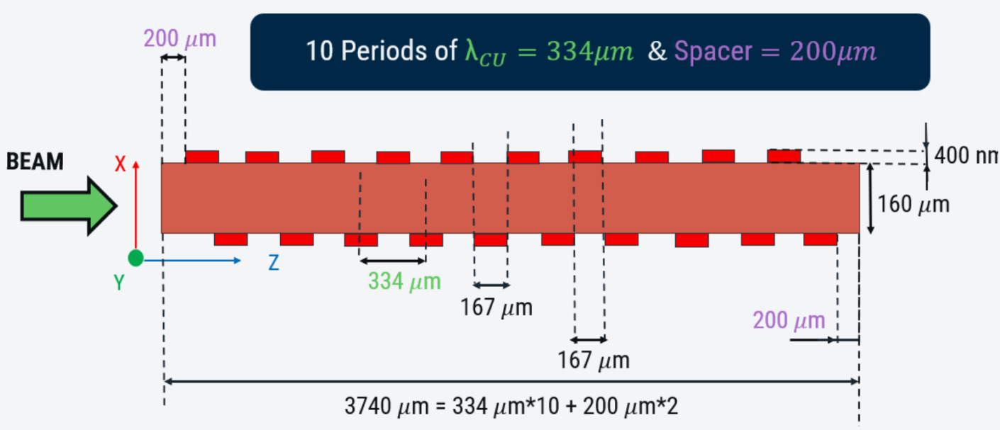 200 μm
10 Periods of λ_CU = 334μm & Spacer = 200μm
BEAM
X
400 nm
160 μm
Z
Y
334 μm
167 μm
200 μm
167 μm
3740 μm = 334 μm*10 + 200 μm*2